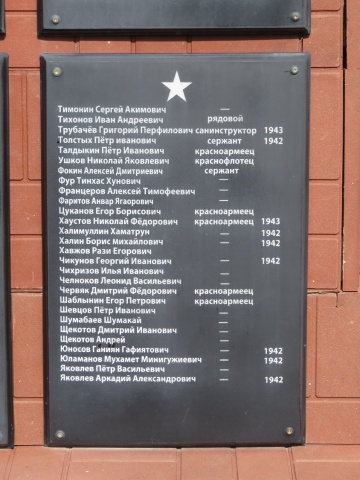 Тимонин Сергей Акимович —
Тихонов Иван Андреевич рядовой
Трубачёв Григорий Перфилович санинструктор 1943
Толстых Пётр иванович сержант 1942
Талдыкин Пётр Иванович красноармеец
Ушков Николай Яковлевич краснофлотец
Фокин Алексей Дмитриевич сержант
Фур Тинхас Хунович —
Францеров Алексей Тимофеевич —
Фаритов Анвар Ягаорович —
Цуканов Егор Борисович красноармеец
Хаустов Николай Фёдорович красноармеец 1943
Халимуллин Хаматрун — 1942
Халин Борис Михайлович — 1942
Хавжов Рази Егорович —
Чикунов Георгий Иванович — 1942
Чихризов Илья Иванович —
Челноков Леонид Васильевич —
Червяк Дмитрий Фёдорович красноармеец
Шаблынин Егор Петрович красноармеец
Шевцов Пётр Иванович —
Шумабаев Шумакай —
Щекотов Дмитрий Иванович —
Щекотов Андрей —
Юносов Ганиян Гафиятович — 1942
Юламанов Мухамет Минигужиевич — 1942
Яковлев Пётр Васильевич —
Яковлев Аркадий Александрович — 1942